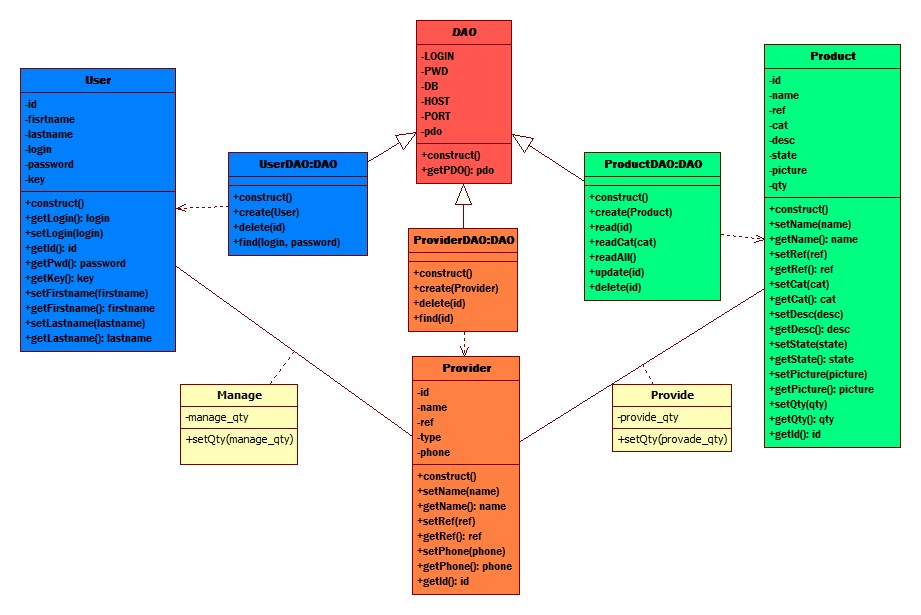 DAO
-LOGIN
-PWD
-DB
-HOST
-PORT
-pdo
+construct()
+getPDO(): pdo
User
-id
-fisrtname
-lastname
-login
-password
-key
+construct()
+getLogin(): login
+setLogin(login)
+getId(): id
+getPwd(): password
+getKey(): key
+setFirstname(firstname)
+getFirstname(): firstname
+setLastname(lastname)
+getLastname(): lastname
UserDAO:DAO
+construct()
+create(User)
+delete(id)
+find(login, password)
ProviderDAO:DAO
+construct()
+create(Provider)
+delete(id)
+find(id)
ProductDAO:DAO
+construct()
+create(Product)
+read(id)
+readCat(cat)
+readAll()
+update(id)
+delete(id)
Product
-id
-name
-ref
-cat
-desc
-state
-picture
-qty
+construct()
+setName(name)
+getName(): name
+setRef(ref)
+getRef(): ref
+setCat(cat)
+getCat(): cat
+setDesc(desc)
+getDesc(): desc
+setState(state)
+getState(): state
+setPicture(picture)
+getPicture(): picture
+setQty(qty)
+getQty(): qty
+getId(): id
Manage
-manage_qty
+setQty(manage_qty)
Provider
-id
-name
-ref
-type
-phone
+construct()
+setName(name)
+getName(): name
+setRef(ref)
+getRef(): ref
+setPhone(phone)
+getPhone(): phone
+getId(): id
Provide
-provide_qty
+setQty(provade_qty)